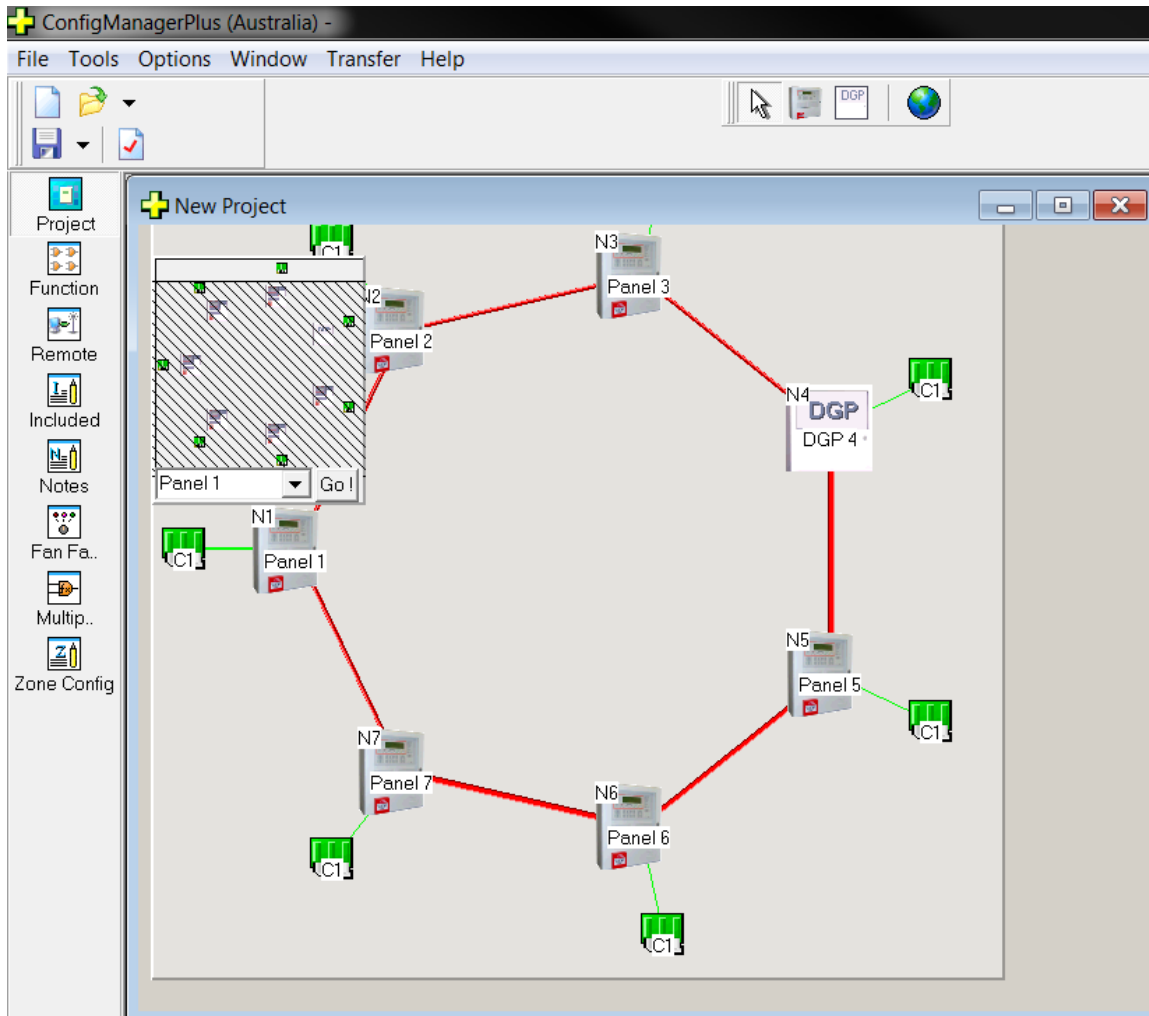 ConfigManagerPlus (Australia) -
File Tools Options Window Transfer Help
DGP
Project
Function
Remote
Included
Notes
Fan Fa..
Multip..
Zone Config
New Project
C1
N3
Panel 3
N2
Panel 2
N4
DGP
DGP 4
C1
Panel 1
Go !
N1
Panel 1
C1
N5
Panel 5
C1
N7
Panel 7
C1
N6
Panel 6
C1